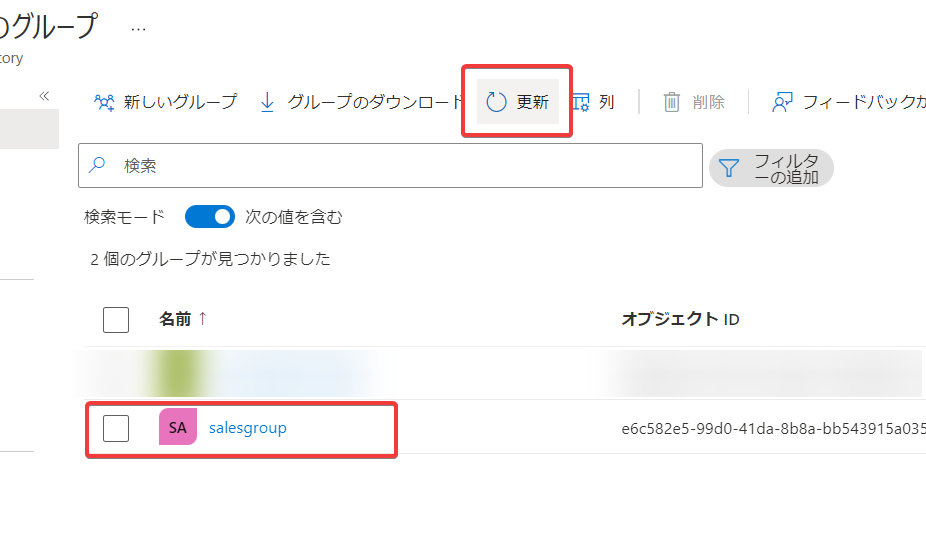 のグループ ...
tory
«
新しいグループ グループのダウンロード 更新 列 削除 フィードバックが
検索
フィルタ
ーの追加
検索モード 次の値を含む
2 個のグループが見つかりました
名前 ↑ オブジェクト ID
SA salesgroup e6c582e5-99d0-41da-8b8a-bb543915a035